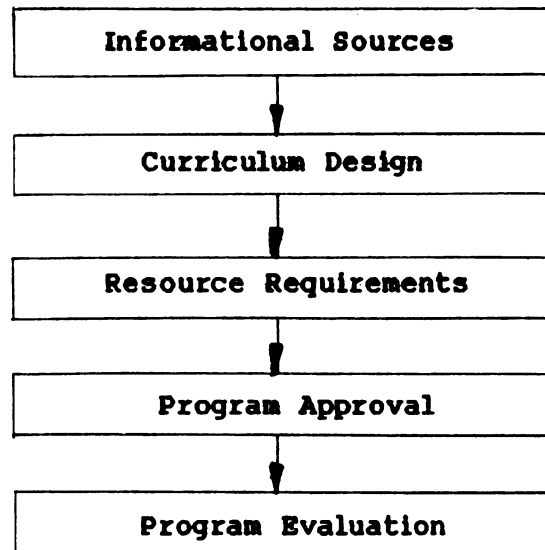 Informational Sources
Curriculum Design
Resource Requirements
Program Approval
Program Evaluation